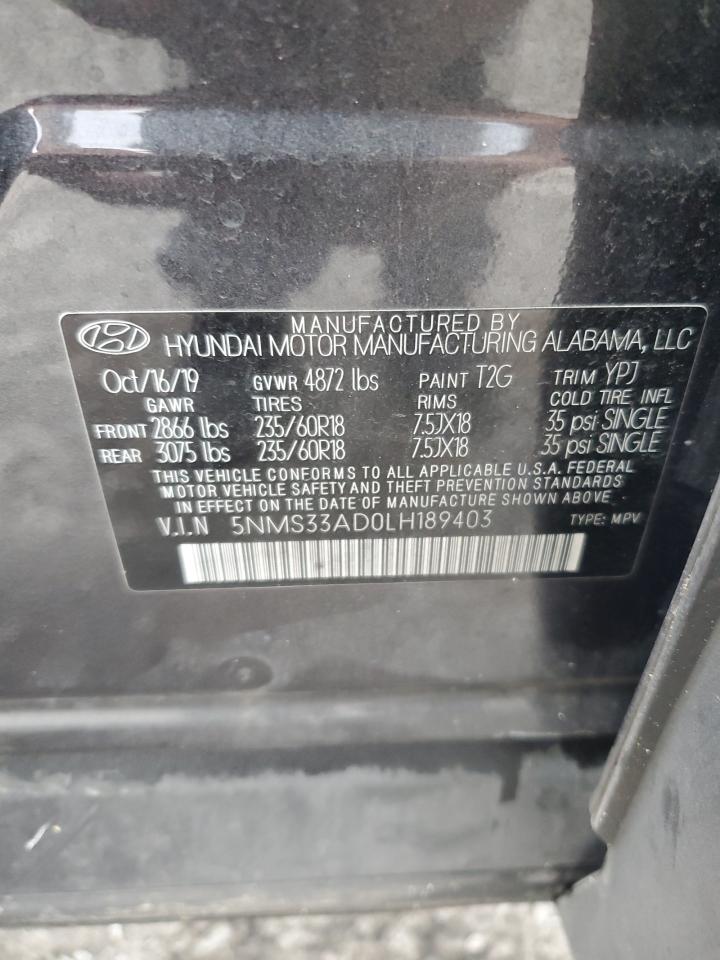 MANUFACTURED BY
HYUNDAI MOTOR MANUFACTURING ALABAMA, LLC
Oct/16/19 GVWR 4872 lbs PAINT T2G TRIM YPJ
GAWR TIRES RIMS COLD TIRE INFL
FRONT 2866 lbs 235/60R18 7.5JX18 35 psi SINGLE
REAR 3075 lbs 235/60R18 7.5JX18 35 psi SINGLE
THIS VEHICLE CONFORMS TO ALL APPLICABLE U.S.A. FEDERAL
MOTOR VEHICLE SAFETY AND THEFT PREVENTION STANDARDS
IN EFFECT ON THE DATE OF MANUFACTURE SHOWN ABOVE.
V.I.N 5NMS33AD0LH189403 TYPE: MPV